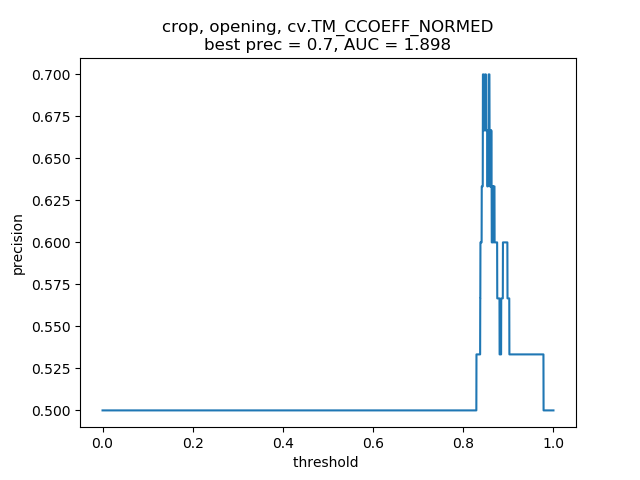 crop, opening, cv.TM_CCOEFF_NORMED
best prec = 0.7, AUC = 1.898
0.700
0.675
0.650
0.625
0.600
0.575
0.550
0.525
0.500
precision
0.0 0.2 0.4 0.6 0.8 1.0
threshold